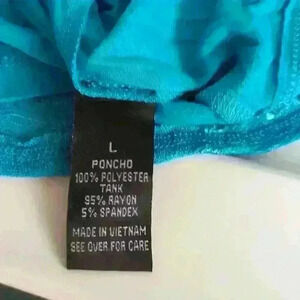 L
PONCHO
100% POLYESTER
TANK
95% RAYON
5% SPANDEX
MADE IN VIETNAM
SEE OVER FOR CARE